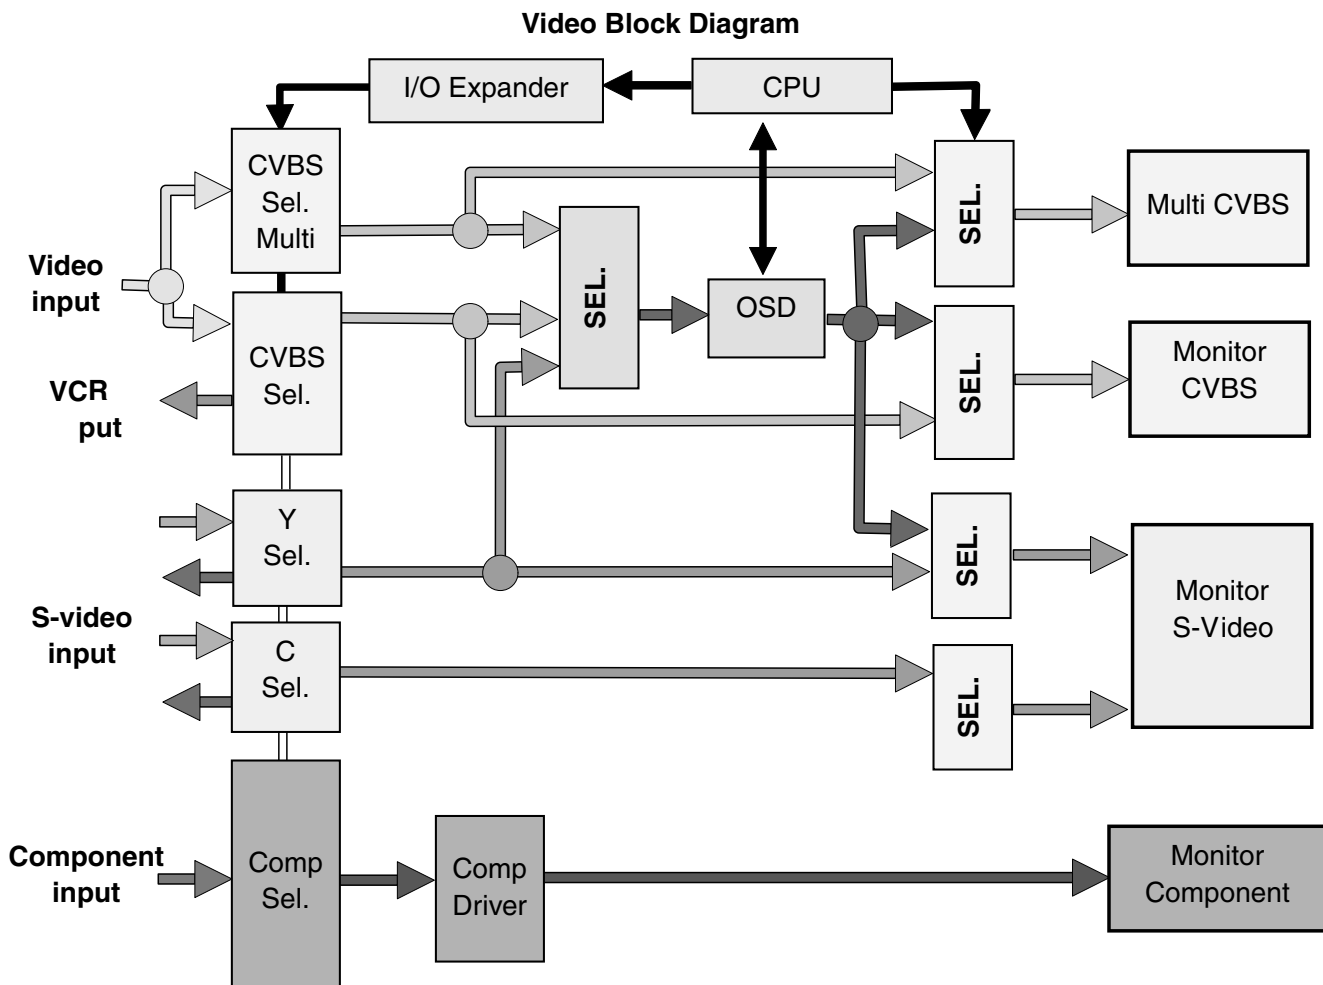 Video Block Diagram
I/O Expander
CPU
CVBS
Sel.
Multi
SEL.
Multi CVBS
Video
input
SEL.
OSD
CVBS
Sel.
SEL.
Monitor
CVBS
VCR
put
Y
Sel.
SEL.
Monitor
S-Video
S-video
input
C
Sel.
SEL.
Component
input
Comp
Sel.
Comp
Driver
Monitor
Component